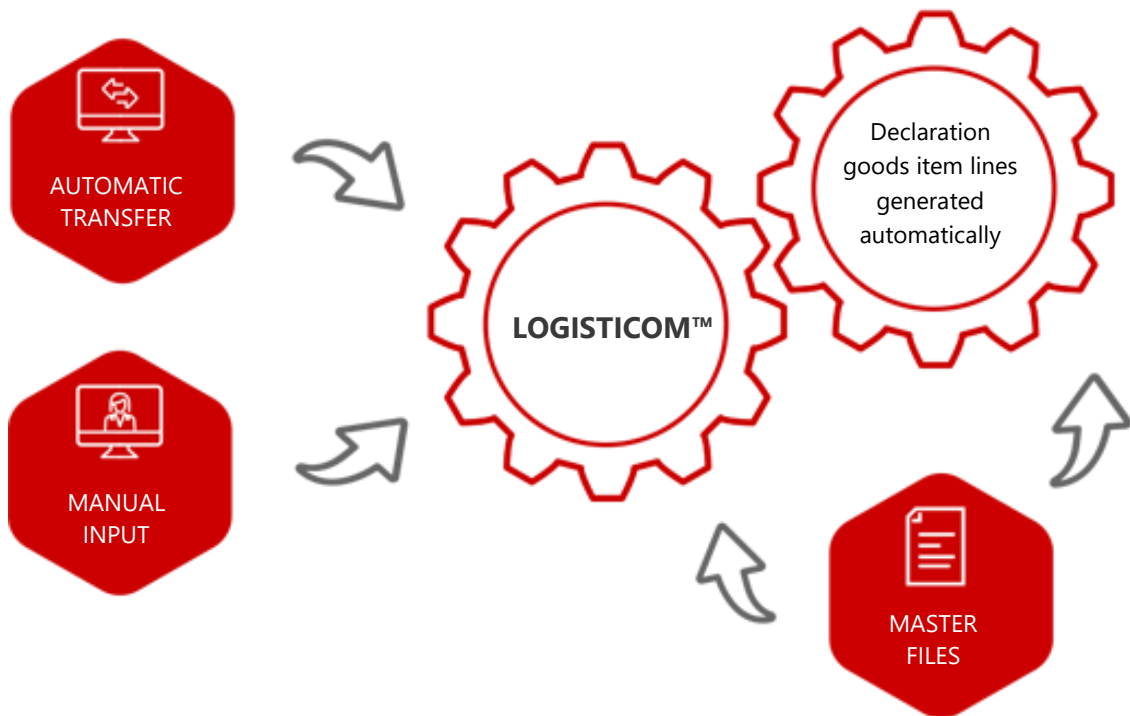 AUTOMATIC
TRANSFER
Declaration
goods item lines
generated
automatically
LOGISTICOM™
MANUAL
INPUT
MASTER
FILES